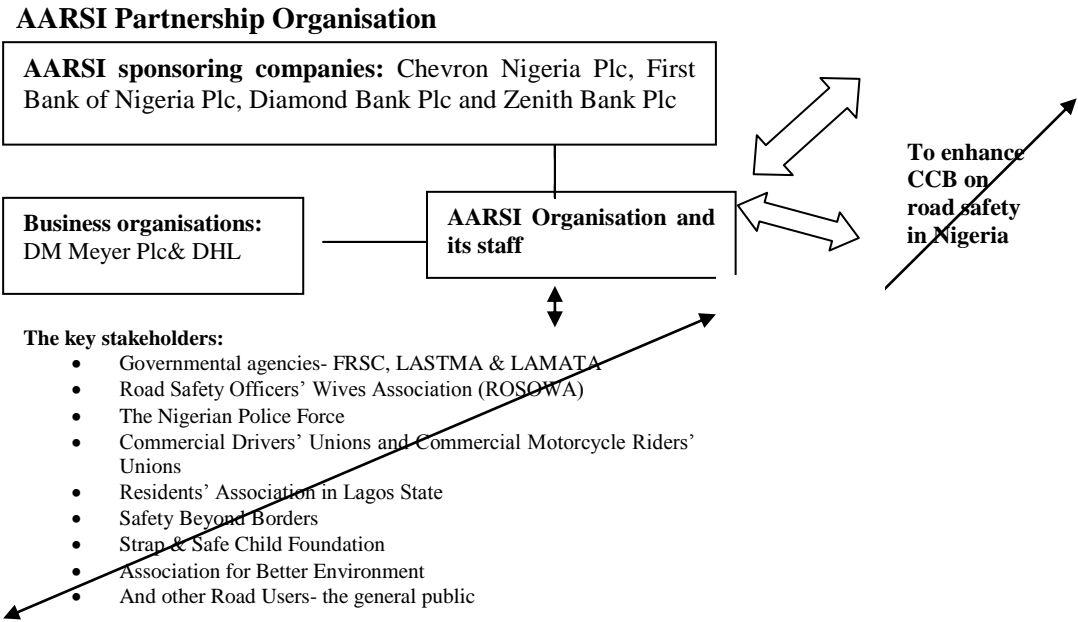 AARSI Partnership Organisation
AARSI sponsoring companies: Chevron Nigeria Plc, First
Bank of Nigeria Plc, Diamond Bank Plc and Zenith Bank Plc
To enhance
CCB on
road safety
in Nigeria
Business organisations:
DM Meyer Plc& DHL
AARSI Organisation and
its staff
The key stakeholders:
• Governmental agencies- FRSC, LASTMA & LAMATA
• Road Safety Officers’ Wives Association (ROSOWA)
• The Nigerian Police Force
• Commercial Drivers’ Unions and Commercial Motorcycle Riders’
Unions
• Residents’ Association in Lagos State
• Safety Beyond Borders
• Strap & Safe Child Foundation
• Association for Better Environment
• And other Road Users- the general public